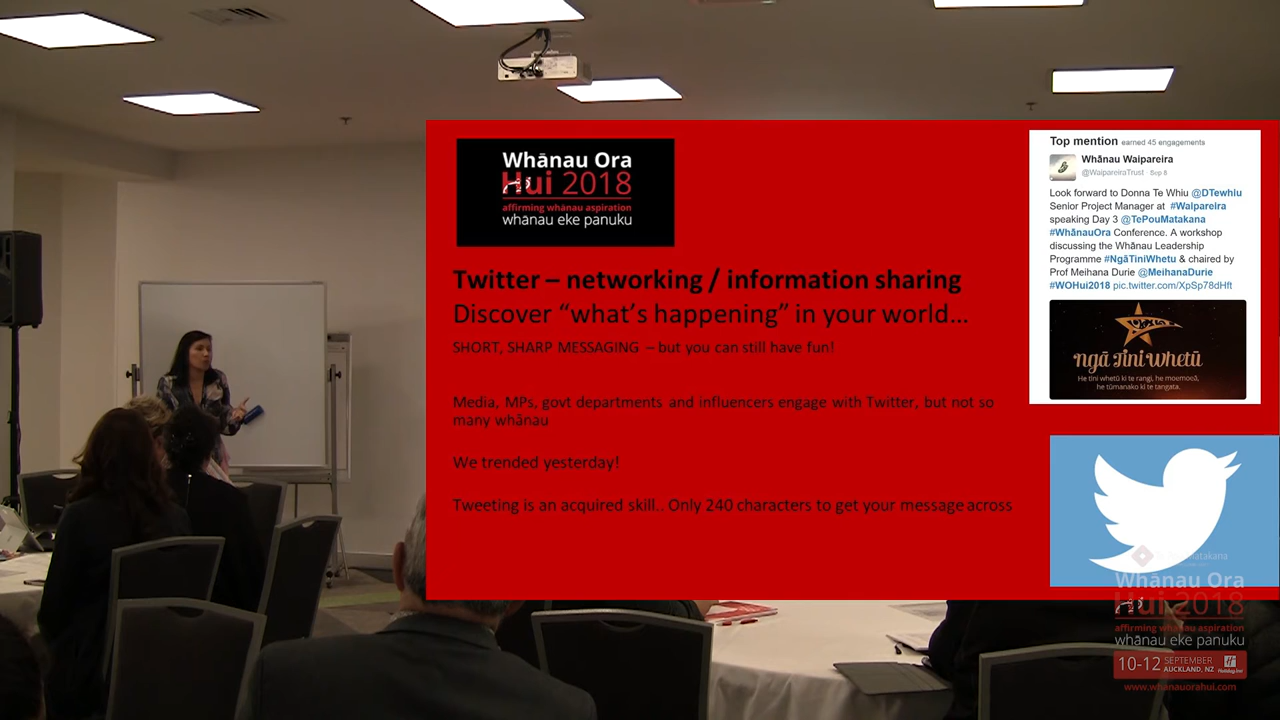 Whānau Ora
Hui 2018
affirming whānau aspiration
whānau eke panuku
Twitter – networking / information sharing
Discover “what’s happening” in your world…
SHORT, SHARP MESSAGING – but you can still have fun!
Media, MPs, govt departments and influencers engage with Twitter, but not so
many whānau
We trended yesterday!
Tweeting is an acquired skill.. Only 240 characters to get your message across
Top mention earned 45 engagements
Whānau Waipareira
@WaipareiraTrust · Sep 8
Look forward to Donna Te Whiu @DTewhiu
Senior Project Manager at #Waipareira
speaking Day 3 @TePouMatakana
#WhānauOra Conference. A workshop
discussing the Whānau Leadership
Programme #NgāTiniWhetu & chaired by
Prof Meihana Durie @MeihanaDurie
#WOHui2018 pic.twitter.com/XpSp78dHft
ngā tini whetū
He tini whetū ki te rangi, he moemoeā,
he tūmanako ki te tangata.
Matakana
Whānau Ora
Hui 2018
affirming whānau aspiration
whānau eke panuku
10-12 SEPTEMBER
AUCKLAND, NZ
Holiday Inn
www.whanauorahui.com